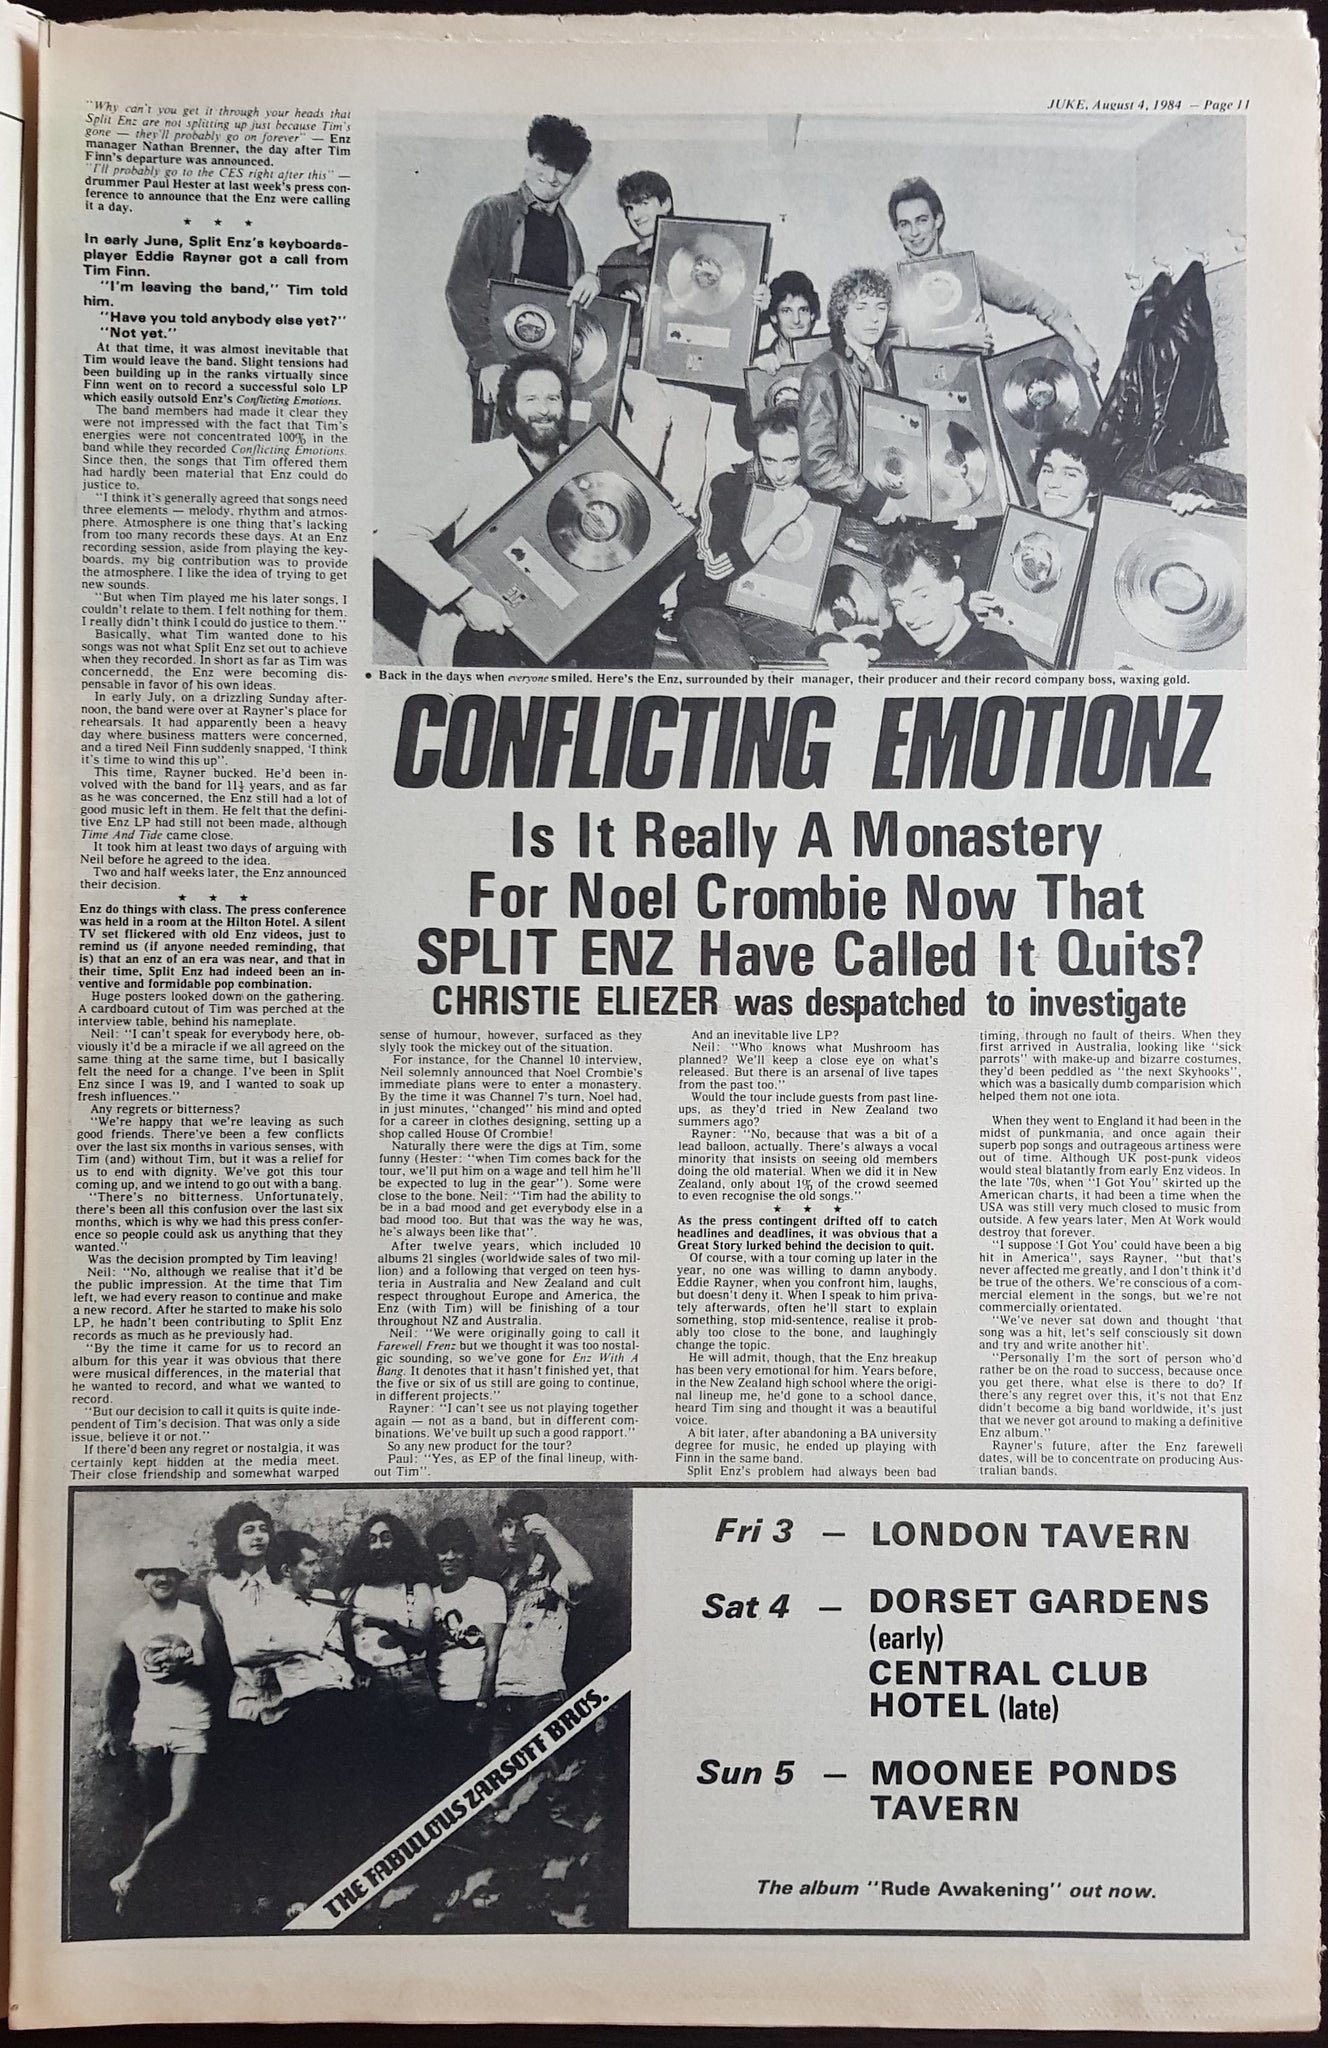 JUKE, August 4, 1984 — Page 11
"Why can't you get it through your heads that
Split Enz are not splitting up just because Tim's
gone — they'll probably go on forever" — Enz
manager Nathan Brenner, the day after Tim
Finn's departure was announced.
"I'll probably go to the CES right after this" —
drummer Paul Hester at last week's press con-
ference to announce that the Enz were calling
it a day.
★ ★ ★
In early June, Split Enz's keyboards-
player Eddie Rayner got a call from
Tim Finn.
"I'm leaving the band," Tim told
him.
"Have you told anybody else yet?"
"Not yet."
At that time, it was almost inevitable that
Tim would leave the band. Slight tensions had
been building up in the ranks virtually since
Finn went on to record a successful solo LP
which easily outsold Enz's Conflicting Emotions.
The band members had made it clear they
were not impressed with the fact that Tim's
energies were not concentrated 100% in the
band while they recorded Conflicting Emotions.
Since then, the songs that Tim offered them
had hardly been material that Enz could do
justice to.
"I think it's generally agreed that songs need
three elements — melody, rhythm and atmos-
phere. Atmosphere is one thing that's lacking
from too many records these days. At an Enz
recording session, aside from playing the key-
boards, my big contribution was to provide
the atmosphere. I like the idea of trying to get
new sounds.
"But when Tim played me his later songs, I
couldn't relate to them. I felt nothing for them.
I really didn't think I could do justice to them."
Basically, what Tim wanted done to his
songs was not what Split Enz set out to achieve
when they recorded. In short as far as Tim was
concernedd, the Enz were becoming dis-
pensable in favor of his own ideas.
In early July, on a drizzling Sunday after-
noon, the band were over at Rayner's place for
rehearsals. It had apparently been a heavy
day where business matters were concerned,
and a tired Neil Finn suddenly snapped, 'I think
it's time to wind this up".
This time, Rayner bucked. He'd been in-
volved with the band for 11½ years, and as far
as he was concerned, the Enz still had a lot of
good music left in them. He felt that the defini-
tive Enz LP had still not been made, although
Time And Tide came close.
It took him at least two days of arguing with
Neil before he agreed to the idea.
Two and half weeks later, the Enz announced
their decision.
★ ★ ★
Enz do things with class. The press conference
was held in a room at the Hilton Hotel. A silent
TV set flickered with old Enz videos, just to
remind us (if anyone needed reminding, that
is) that an enz of an era was near, and that in
their time, Split Enz had indeed been an in-
ventive and formidable pop combination.
Huge posters looked down on the gathering.
A cardboard cutout of Tim was perched at the
interview table, behind his nameplate.
Neil: "I can't speak for everybody here, ob-
viously it'd be a miracle if we all agreed on the
same thing at the same time, but I basically
felt the need for a change. I've been in Split
Enz since I was 19, and I wanted to soak up
fresh influences."
Any regrets or bitterness?
"We're happy that we're leaving as such
good friends. There've been a few conflicts
over the last six months in various senses, with
Tim (and) without Tim, but it was a relief for
us to end with dignity. We've got this tour
coming up, and we intend to go out with a bang.
"There's no bitterness. Unfortunately,
there's been all this confusion over the last six
months, which is why we had this press confer-
ence so people could ask us anything that they
wanted."
Was the decision prompted by Tim leaving!
Neil: "No, although we realise that it'd be
the public impression. At the time that Tim
left, we had every reason to continue and make
a new record. After he started to make his solo
LP, he hadn't been contributing to Split Enz
records as much as he previously had.
"By the time it came for us to record an
album for this year it was obvious that there
were musical differences, in the material that
he wanted to record, and what we wanted to
record.
"But our decision to call it quits is quite inde-
pendent of Tim's decision. That was only a side
issue, believe it or not."
If there'd been any regret or nostalgia, it was
certainly kept hidden at the media meet.
Their close friendship and somewhat warped
● Back in the days when everyone smiled. Here's the Enz, surrounded by their manager, their producer and their record company boss, waxing gold.
CONFLICTING EMOTIONZ
Is It Really A Monastery
For Noel Crombie Now That
SPLIT ENZ Have Called It Quits?
CHRISTIE ELIEZER was despatched to investigate
sense of humour, however, surfaced as they
slyly took the mickey out of the situation.
For instance, for the Channel 10 interview,
Neil solemnly announced that Noel Crombie's
immediate plans were to enter a monastery.
By the time it was Channel 7's turn, Noel had,
in just minutes, "changed" his mind and opted
for a career in clothes designing, setting up a
shop called House Of Crombie!
Naturally there were the digs at Tim, some
funny (Hester: "when Tim comes back for the
tour, we'll put him on a wage and tell him he'll
be expected to lug in the gear"). Some were
close to the bone. Neil: "Tim had the ability to
be in a bad mood and get everybody else in a
bad mood too. But that was the way he was,
he's always been like that".
After twelve years, which included 10
albums 21 singles (worldwide sales of two mil-
lion) and a following that verged on teen hys-
teria in Australia and New Zealand and cult
respect throughout Europe and America, the
Enz (with Tim) will be finishing of a tour
throughout NZ and Australia.
Neil: "We were originally going to call it
Farewell Frenz but we thought it was too nostal-
gic sounding, so we've gone for Enz With A
Bang. It denotes that it hasn't finished yet, that
the five or six of us still are going to continue,
in different projects."
Rayner: "I can't see us not playing together
again — not as a band, but in different com-
binations. We've built up such a good rapport."
So any new product for the tour?
Paul: "Yes, as EP of the final lineup, with-
out Tim".
And an inevitable live LP?
Neil: "Who knows what Mushroom has
planned? We'll keep a close eye on what's
released. But there is an arsenal of live tapes
from the past too."
Would the tour include guests from past line-
ups, as they'd tried in New Zealand two
summers ago?
Rayner: "No, because that was a bit of a
lead balloon, actually. There's always a vocal
minority that insists on seeing old members
doing the old material. When we did it in New
Zealand, only about 1% of the crowd seemed
to even recognise the old songs."
★ ★ ★
As the press contingent drifted off to catch
headlines and deadlines, it was obvious that a
Great Story lurked behind the decision to quit.
Of course, with a tour coming up later in the
year, no one was willing to damn anybody.
Eddie Rayner, when you confront him, laughs,
but doesn't deny it. When I speak to him priva-
tely afterwards, often he'll start to explain
something, stop mid-sentence, realise it prob-
ably too close to the bone, and laughingly
change the topic.
He will admit, though, that the Enz breakup
has been very emotional for him. Years before,
in the New Zealand high school where the orig-
inal lineup me, he'd gone to a school dance,
heard Tim sing and thought it was a beautiful
voice.
A bit later, after abandoning a BA university
degree for music, he ended up playing with
Finn in the same band.
Split Enz's problem had always been bad
timing, through no fault of theirs. When they
first arrived in Australia, looking like "sick
parrots" with make-up and bizarre costumes,
they'd been peddled as "the next Skyhooks",
which was a basically dumb comparision which
helped them not one iota.
When they went to England it had been in the
midst of punkmania, and once again their
superb pop songs and outrageous artiness were
out of time. Although UK post-punk videos
would steal blatantly from early Enz videos. In
the late '70s, when "I Got You" skirted up the
American charts, it had been a time when the
USA was still very much closed to music from
outside. A few years later, Men At Work would
destroy that forever.
"I suppose 'I Got You' could have been a big
hit in America", says Rayner, "but that's
never affected me greatly, and I don't think it'd
be true of the others. We're conscious of a com-
mercial element in the songs, but we're not
commercially orientated.
"We've never sat down and thought 'that
song was a hit, let's self consciously sit down
and try and write another hit'.
"Personally I'm the sort of person who'd
rather be on the road to success, because once
you get there, what else is there to do? If
there's any regret over this, it's not that Enz
didn't become a big band worldwide, it's just
that we never got around to making a definitive
Enz album."
Rayner's future, after the Enz farewell
dates, will be to concentrate on producing Aus-
tralian bands.
THE FABULOUS ZARSOFF BROS.
Fri 3 — LONDON TAVERN
Sat 4 — DORSET GARDENS
(early)
CENTRAL CLUB
HOTEL (late)
Sun 5 — MOONEE PONDS
TAVERN
The album "Rude Awakening" out now.